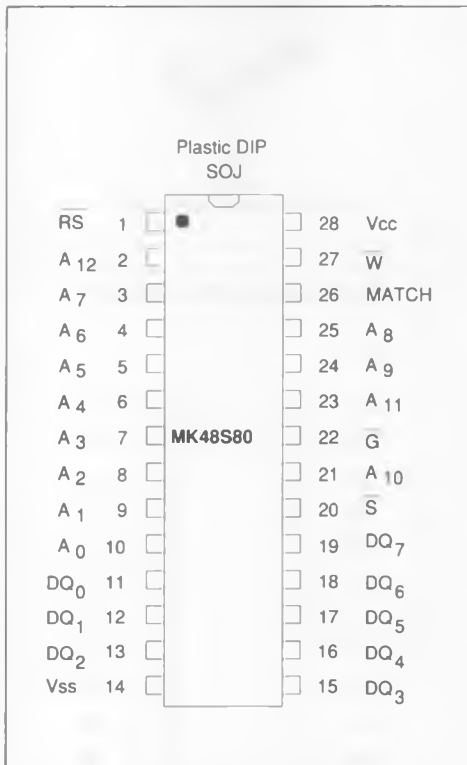 Plastic DIP
SOJ
R̅S̅ 1 28 Vcc
A12 2 27 W̅
A7 3 26 MATCH
A6 4 25 A8
A5 5 24 A9
A4 6 23 A11
A3 7 MK48S80 22 G̅
A2 8 21 A10
A1 9 20 S̅
A0 10 19 DQ7
DQ0 11 18 DQ6
DQ1 12 17 DQ5
DQ2 13 16 DQ4
Vss 14 15 DQ3